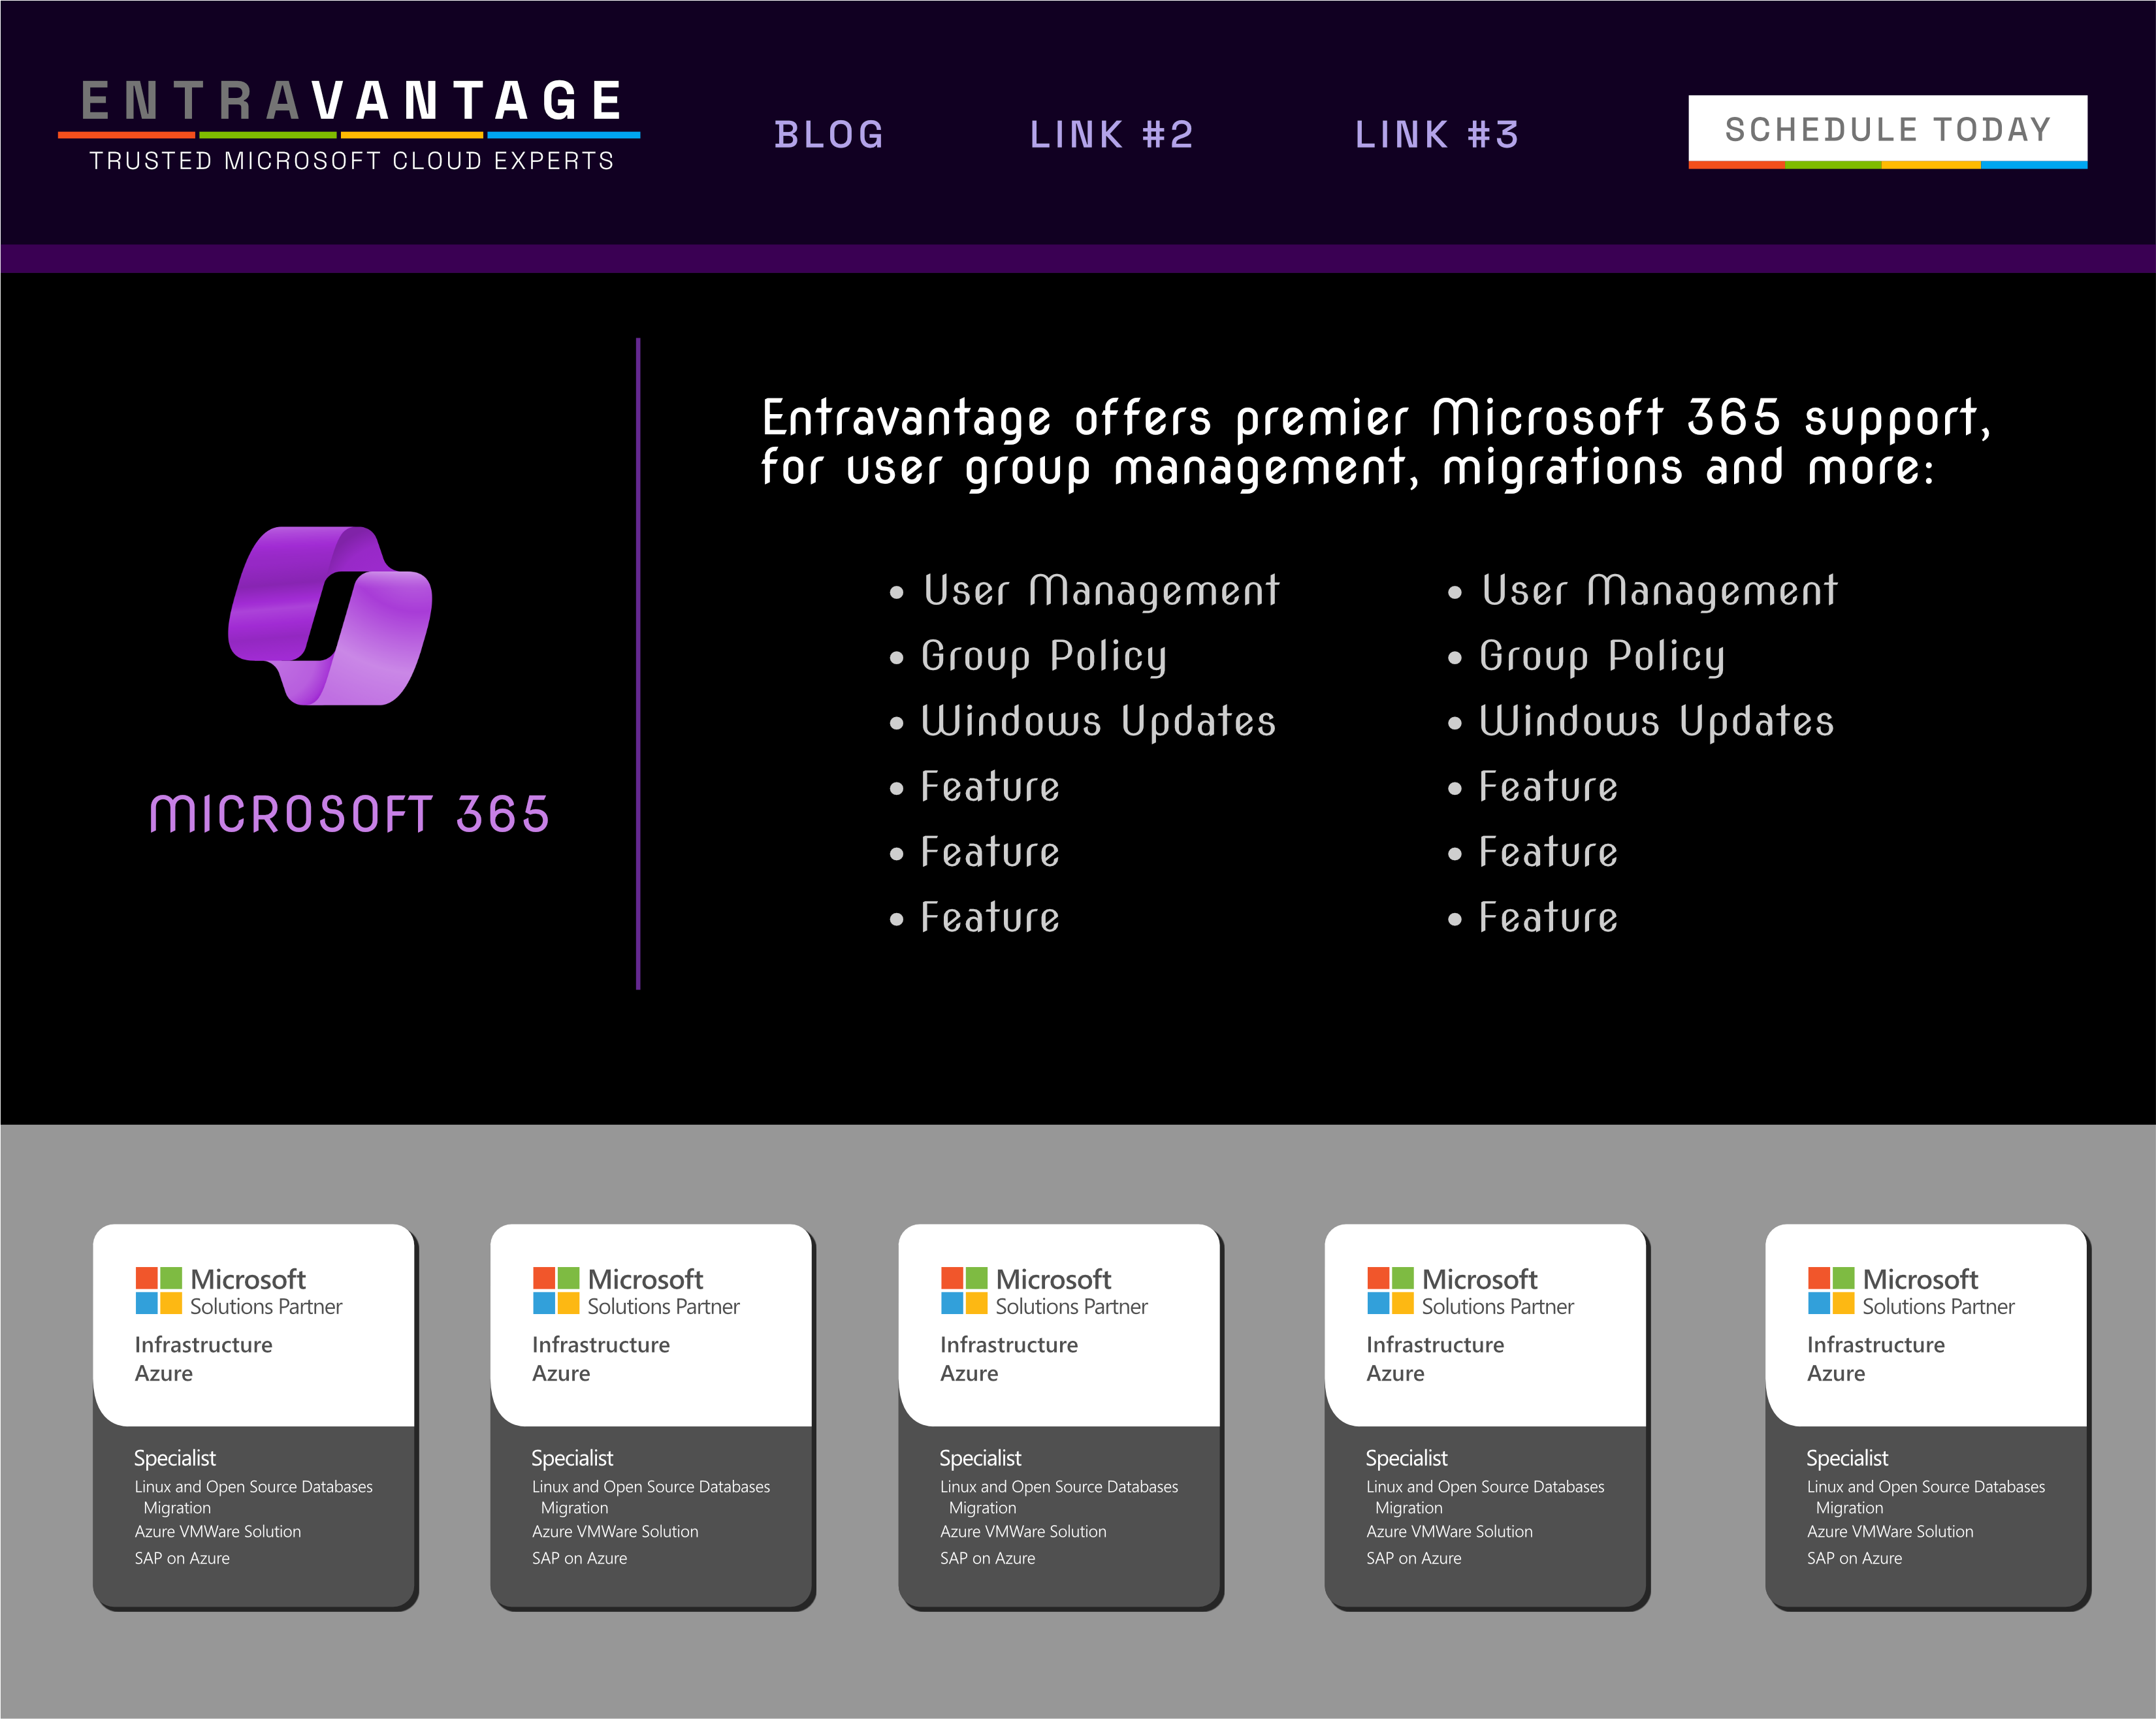 ENTRAVANTAGE
TRUSTED MICROSOFT CLOUD EXPERTS
BLOG
LINK #2
LINK #3
SCHEDULE TODAY
MICROSOFT 365
Entravantage offers premier Microsoft 365 support,
for user group management, migrations and more:
• User Management
• Group Policy
• Windows Updates
• Feature
• Feature
• Feature
• User Management
• Group Policy
• Windows Updates
• Feature
• Feature
• Feature
Microsoft
Solutions Partner
Infrastructure
Azure
Specialist
Linux and Open Source Databases
Migration
Azure VMWare Solution
SAP on Azure
Microsoft
Solutions Partner
Infrastructure
Azure
Specialist
Linux and Open Source Databases
Migration
Azure VMWare Solution
SAP on Azure
Microsoft
Solutions Partner
Infrastructure
Azure
Specialist
Linux and Open Source Databases
Migration
Azure VMWare Solution
SAP on Azure
Microsoft
Solutions Partner
Infrastructure
Azure
Specialist
Linux and Open Source Databases
Migration
Azure VMWare Solution
SAP on Azure
Microsoft
Solutions Partner
Infrastructure
Azure
Specialist
Linux and Open Source Databases
Migration
Azure VMWare Solution
SAP on Azure